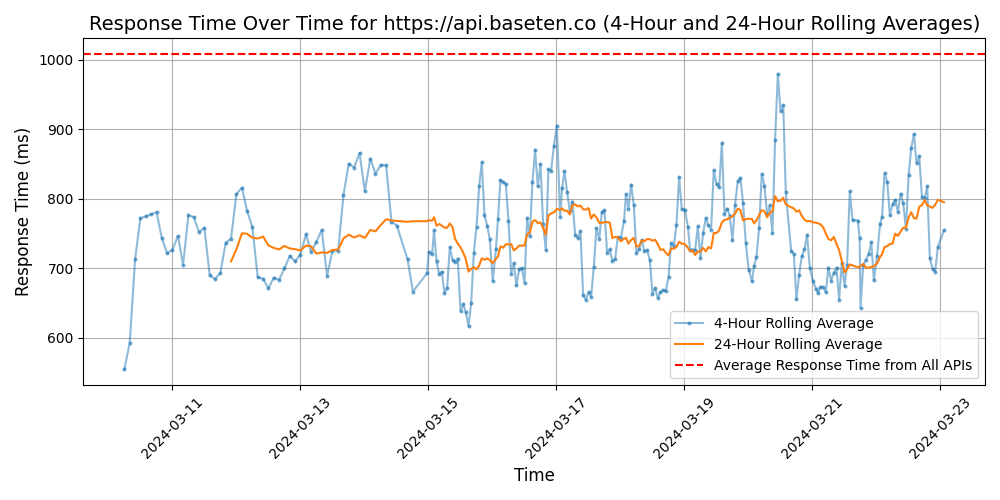 Response Time Over Time for https://api.baseten.co (4-Hour and 24-Hour Rolling Averages)
Response Time (ms)
1000
900
800
700
600
4-Hour Rolling Average
24-Hour Rolling Average
Average Response Time from All APIs
2024-03-11
2024-03-13
2024-03-15
2024-03-17
2024-03-19
2024-03-21
2024-03-23
Time